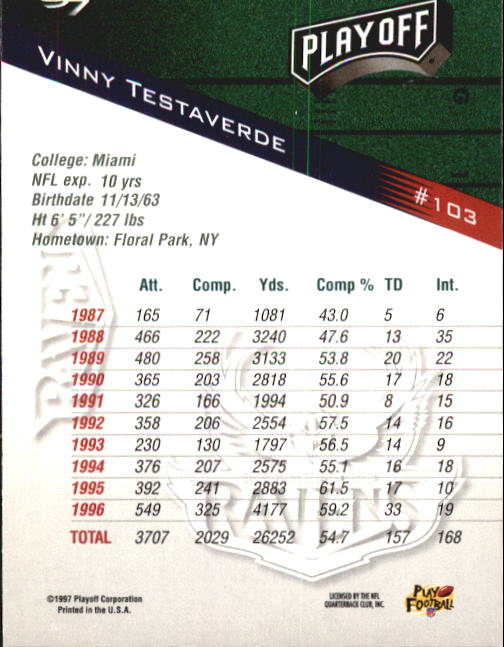 PLAYOFF
VINNY TESTAVERDE
#103
College: Miami
NFL exp. 10 yrs
Birthdate 11/13/63
Ht 6' 5"/ 227 lbs
Hometown: Floral Park, NY
Att. Comp. Yds. Comp % TD Int.
1987 165 71 1081 43.0 5 6
1988 466 222 3240 47.6 13 35
1989 480 258 3133 53.8 20 22
1990 365 203 2818 55.6 17 18
1991 326 166 1994 50.9 8 15
1992 358 206 2554 57.5 14 16
1993 230 130 1797 56.5 14 9
1994 376 207 2575 55.1 16 18
1995 392 241 2883 61.5 17 10
1996 549 325 4177 59.2 33 19
TOTAL 3707 2029 26252 54.7 157 168
RAVENS
RAVENS
©1997 Playoff Corporation
Printed in the U.S.A.
LICENSED BY THE NFL
QUARTERBACK CLUB, INC.
PLAY
FOOTBALL